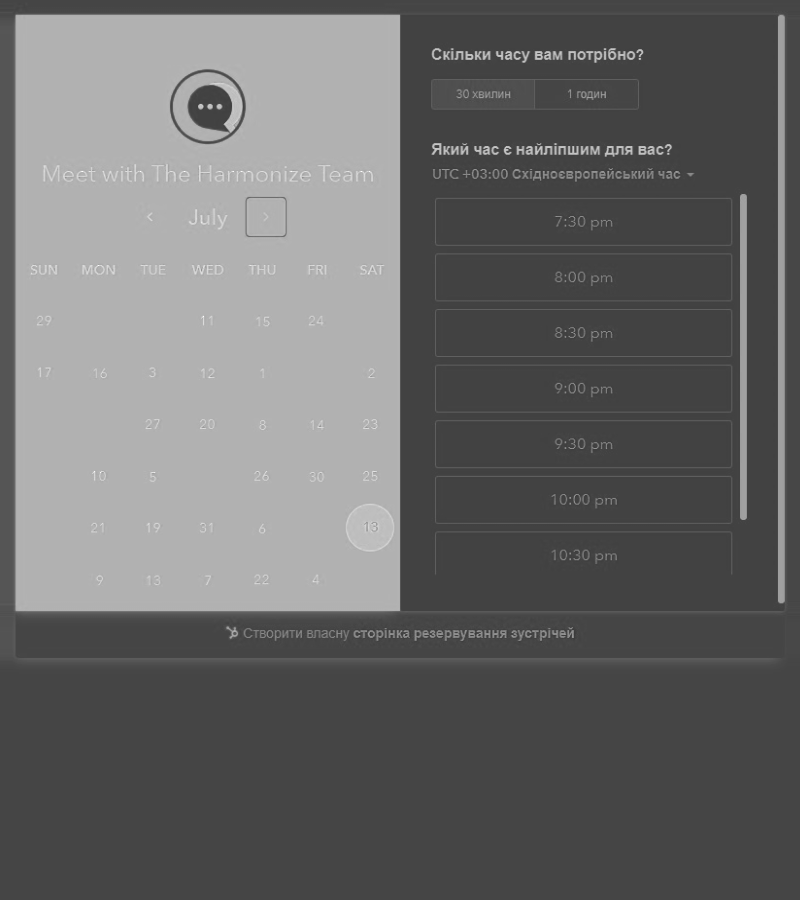 Meet with The Harmonize Team
July
SUN MON TUE WED THU FRI SAT
29 11 15 24
17 16 3 12 1 2
27 20 8 14 23
10 5 26 30 25
21 19 31 6 13
9 13 7 22 4
Скільки часу вам потрібно?
30 хвилин 1 годин
Який час є найліпшим для вас?
UTC +03:00 Східноєвропейський час
7:30 pm
8:00 pm
8:30 pm
9:00 pm
9:30 pm
10:00 pm
10:30 pm
Створити власну сторінка резервування зустрічей